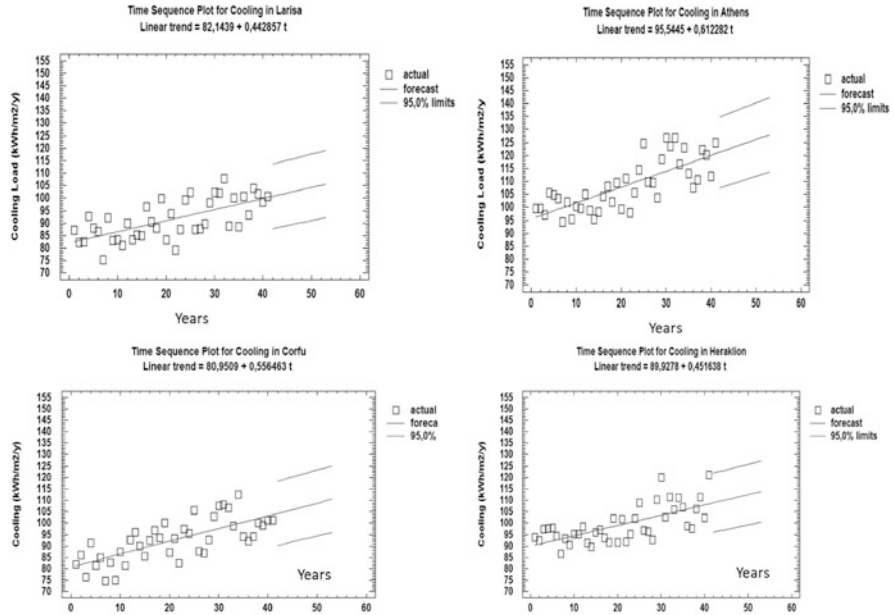 Time Sequence Plot for Cooling in Larisa
Linear trend = 82,1439 + 0,442857 t
Cooling Load (kWh/m2/y)
155
150
145
140
135
130
125
120
115
110
105
100
95
90
85
80
75
70
0 10 20 30 40 50 60
Years
actual
forecast
95,0% limits
Time Sequence Plot for Cooling in Athens
Linear trend = 95,5445 + 0,612282 t
Cooling Load (kWh/m2/y)
155
150
145
140
135
130
125
120
115
110
105
100
95
90
85
80
75
70
0 10 20 30 40 50 60
Years
actual
forecast
95,0% limits
Time Sequence Plot for Cooling in Corfu
Linear trend = 80,9509 + 0,556463 t
Cooling (kWh/m2/y)
155
150
145
140
135
130
125
120
115
110
105
100
95
90
85
80
75
70
Years
0 10 20 30 40 50 60
actual
foreca
95,0%
Time Sequence Plot for Cooling in Heraklion
Linear trend = 89,9278 + 0,451638 t
Cooling (kWh/m2/y)
155
150
145
140
135
130
125
120
115
110
105
100
95
90
85
80
75
70
Years
0 10 20 30 40 50 60
actual
forecast
95,0% limits